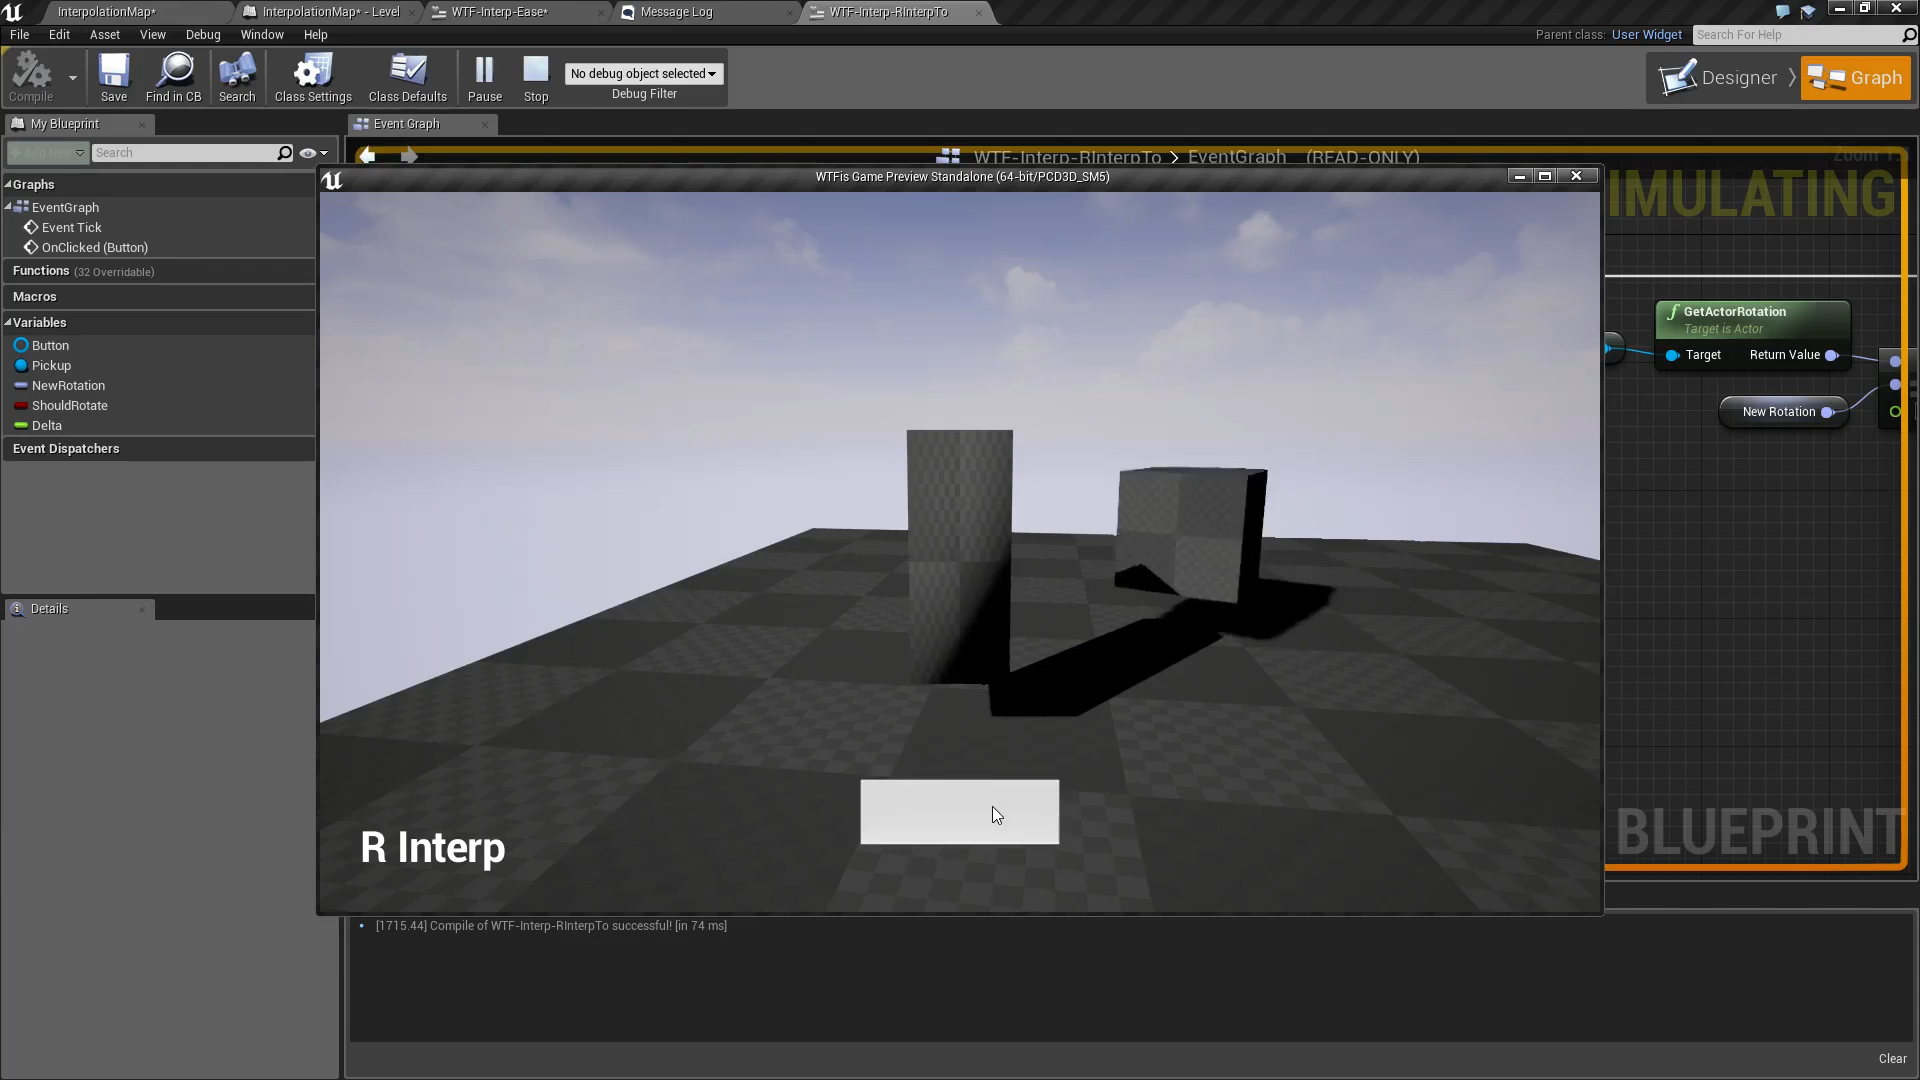 InterpolationMap*
InterpolationMap* - Level
WTF-Interp-Ease*
Message Log
WTF-Interp-RInterpTo
File
Edit
Asset
View
Debug
Window
Help
Parent class: User Widget
Search For Help
Compile
Save
Find in CB
Search
Class Settings
Class Defaults
Pause
Stop
No debug object selected
Debug Filter
Designer
Graph
My Blueprint
Event Graph
Add New
Search
WTF-Interp-RInterpTo > EventGraph (READ-ONLY)
Zoom 1:1
WTFis Game Preview Standalone (64-bit/PCD3D_SM5)
IMULATING
Graphs
EventGraph
Event Tick
OnClicked (Button)
Functions (32 Overridable)
Macros
Variables
Button
Pickup
NewRotation
ShouldRotate
Delta
Event Dispatchers
GetActorRotation
Target is Actor
Target
Return Value
New Rotation
Details
R Interp
BLUEPRINT
[1715.44] Compile of WTF-Interp-RInterpTo successful! [in 74 ms]
Clear